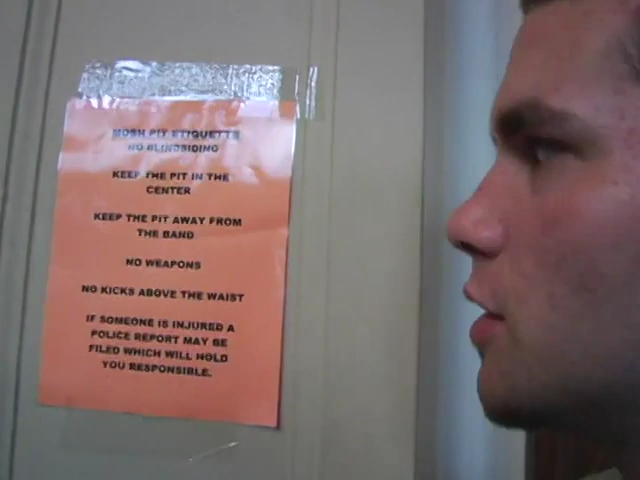 MOSH PIT ETIQUETTE
NO BLINDSIDING
KEEP THE PIT IN THE
CENTER
KEEP THE PIT AWAY FROM
THE BAND
NO WEAPONS
NO KICKS ABOVE THE WAIST
IF SOMEONE IS INJURED A
POLICE REPORT MAY BE
FILED WHICH WILL HOLD
YOU RESPONSIBLE.